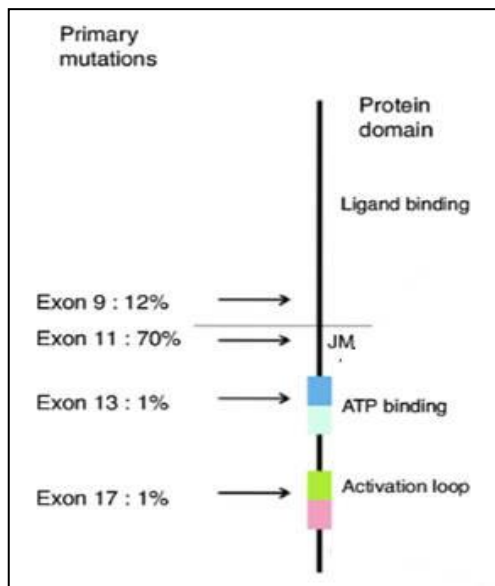 Primary
mutations
Protein
domain
Ligand binding
Exon 9 : 12%
Exon 11 : 70%
JM.
Exon 13 : 1%
ATP binding
Exon 17 : 1%
Activation loop